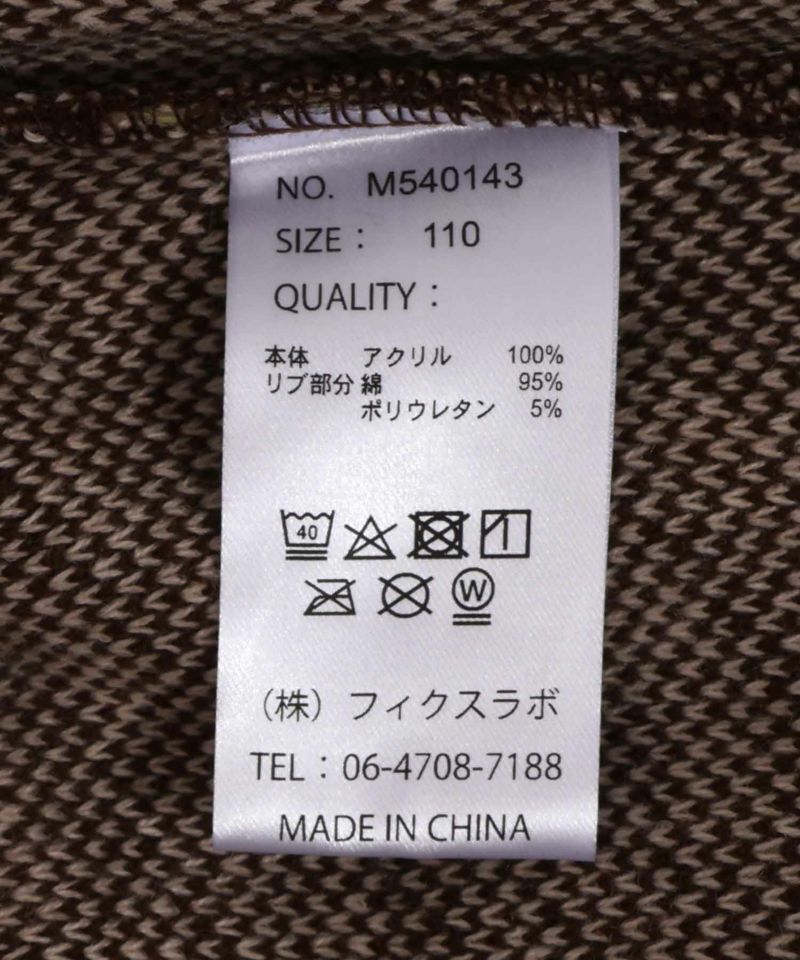 NO. M540143
SIZE： 110
QUALITY：
本体 アクリル 100%
リブ部分 綿 95%
ポリウレタン 5%
40
W
（株）フィクスラボ
TEL：06-4708-7188
MADE IN CHINA